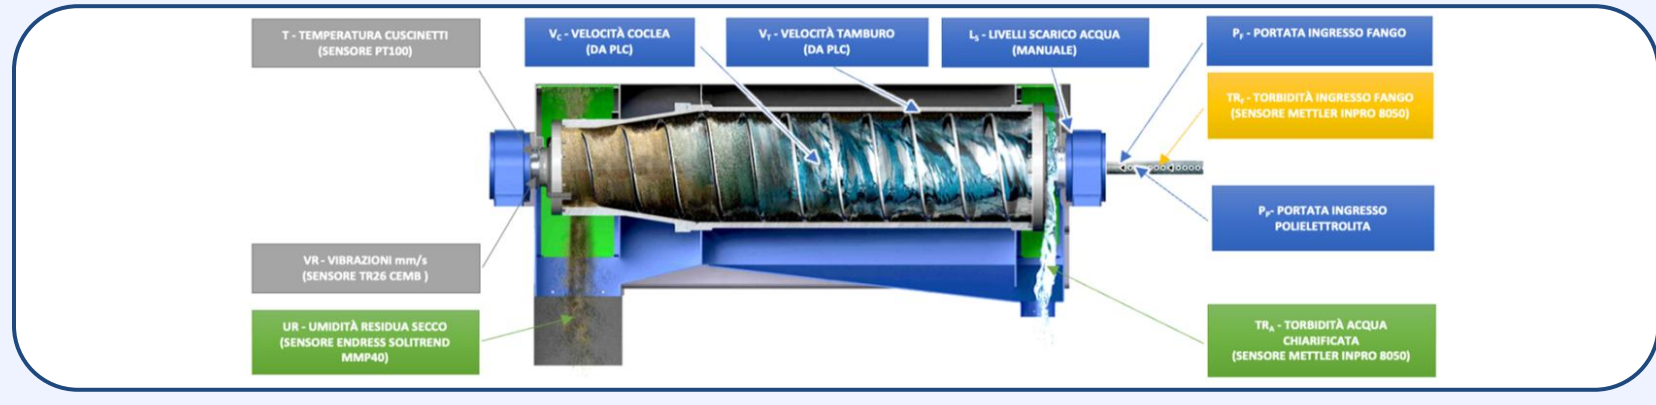 T - TEMPERATURA CUSCINETTI
(SENSORE PT100)
V_C - VELOCITÀ COCLEA
(DA PLC)
V_T - VELOCITÀ TAMBURO
(DA PLC)
L_S - LIVELLI SCARICO ACQUA
(MANUALE)
P_F - PORTATA INGRESSO FANGO
TR_F - TORBIDITÀ INGRESSO FANGO
(SENSORE METTLER INPRO 8050)
P_P- PORTATA INGRESSO
POLIELETTROLITA
VR - VIBRAZIONI mm/s
(SENSORE TR26 CEMB )
UR - UMIDITÀ RESIDUA SECCO
(SENSORE ENDRESS SOLITREND
MMP40)
TR_A - TORBIDITÀ ACQUA
CHIARIFICATA
(SENSORE METTLER INPRO 8050)